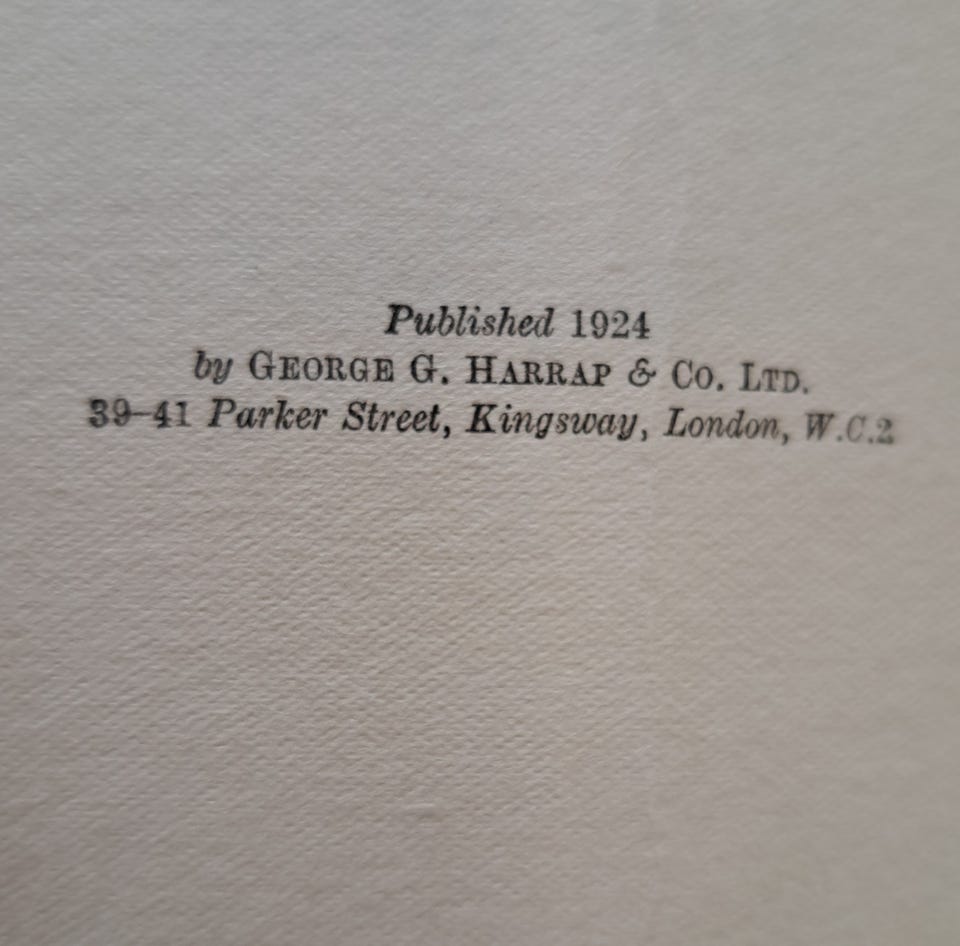 Published 1924
by GEORGE G. HARRAP & CO. LTD.
39–41 Parker Street, Kingsway, London, W.C.2